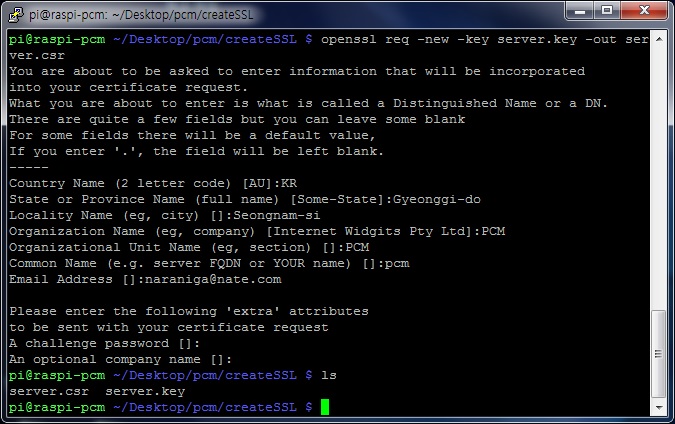 pi@raspi-pcm: ~/Desktop/pcm/createSSL
pi@raspi-pcm ~/Desktop/pcm/createSSL $ openssl req -new -key server.key -out ser
ver.csr
You are about to be asked to enter information that will be incorporated
into your certificate request.
What you are about to enter is what is called a Distinguished Name or a DN.
There are quite a few fields but you can leave some blank
For some fields there will be a default value,
If you enter '.', the field will be left blank.
-----
Country Name (2 letter code) [AU]:KR
State or Province Name (full name) [Some-State]:Gyeonggi-do
Locality Name (eg, city) []:Seongnam-si
Organization Name (eg, company) [Internet Widgits Pty Ltd]:PCM
Organizational Unit Name (eg, section) []:PCM
Common Name (e.g. server FQDN or YOUR name) []:pcm
Email Address []:naraniga@nate.com

Please enter the following 'extra' attributes
to be sent with your certificate request
A challenge password []:
An optional company name []:
pi@raspi-pcm ~/Desktop/pcm/createSSL $ ls
server.csr  server.key
pi@raspi-pcm ~/Desktop/pcm/createSSL $